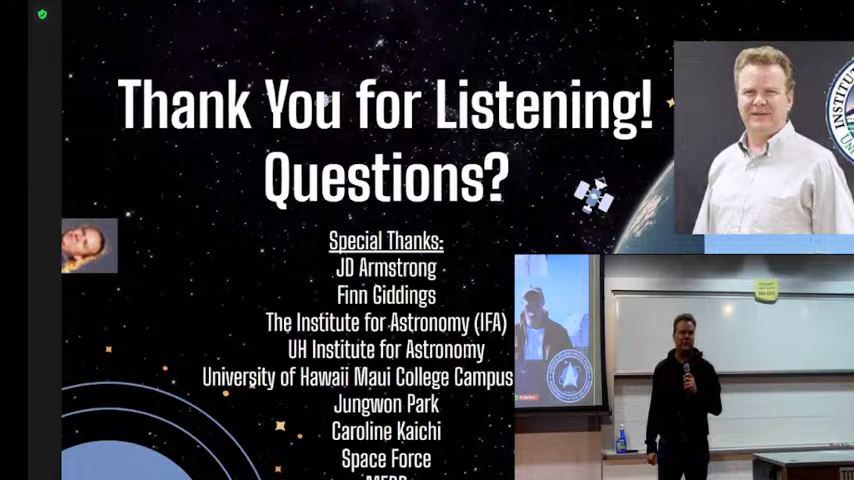 Thank You for Listening!
Questions?
Special Thanks:
JD Armstrong
Finn Giddings
The Institute for Astronomy (IFA)
UH Institute for Astronomy
University of Hawaii Maui College Campus
Jungwon Park
Caroline Kaichi
Space Force